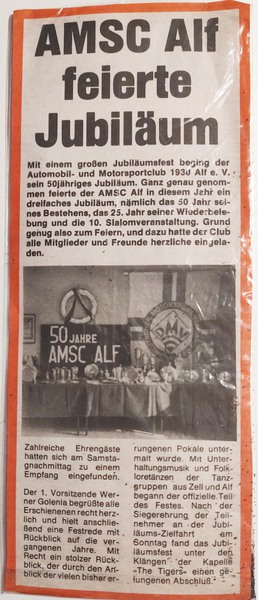 AMSC Alf
feierte
Jubiläum
Mit einem großen Jubiläumsfest beging der
Automobil- und Motorsportclub 1930 Alf e. V.
sein 50jähriges Jubiläum. Ganz genau genom-
men feierte der AMSC Alf in diesem Jahr ein
dreifaches Jubiläum, nämlich das 50 Jahr sei-
nes Bestehens, das 25. Jahr seiner Wiederbele-
bung und die 10. Slalomveranstaltung. Grund
genug also zum Feiern, und dazu hatte der Club
alle Mitglieder und Freunde herzliche eingela-
den.
50 JAHRE
AMSC ALF
DMV
Zahlreiche Ehrengäste
hatten sich am Samsta-
gnachmittag zu einem
Empfang eingefunden.
Der 1. Vorsitzende Wer-
ner Golenia begrüßte alle
Erschienenen recht herz-
lich und hielt anschlie-
ßend eine Festrede mit
Rückblick auf die ver-
gangenen Jahre. Mit
Recht ein stolzer Rück-
blick, der durch den An-
blick der vielen bisher er-
rungenen Pokale unter-
malt wurde. Mit Unter-
haltungsmusik und Folk-
loretänzen der Tanz-
gruppen aus Zell und Alf
begann der offizielle Teil
des Festes. Nach der
Siegerehrung der Teil-
nehmer an der Jubi-
läums-Zielfahrt am
Sonntag fand das Jubi-
läumsfest unter den
Klängen der Kapelle
"The Tigers" einen ge-
lungenen Abschluß.